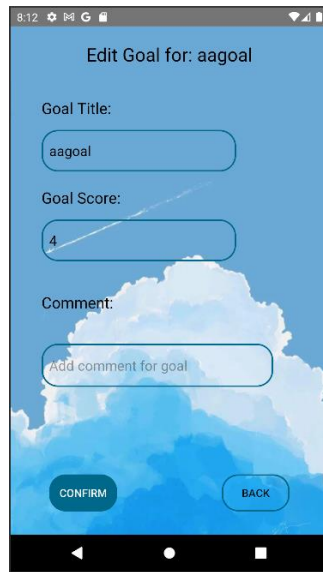 8:12 G
Edit Goal for: aagoal
Goal Title:
aagoal
Goal Score:
4
Comment:
Add comment for goal
CONFIRM
BACK